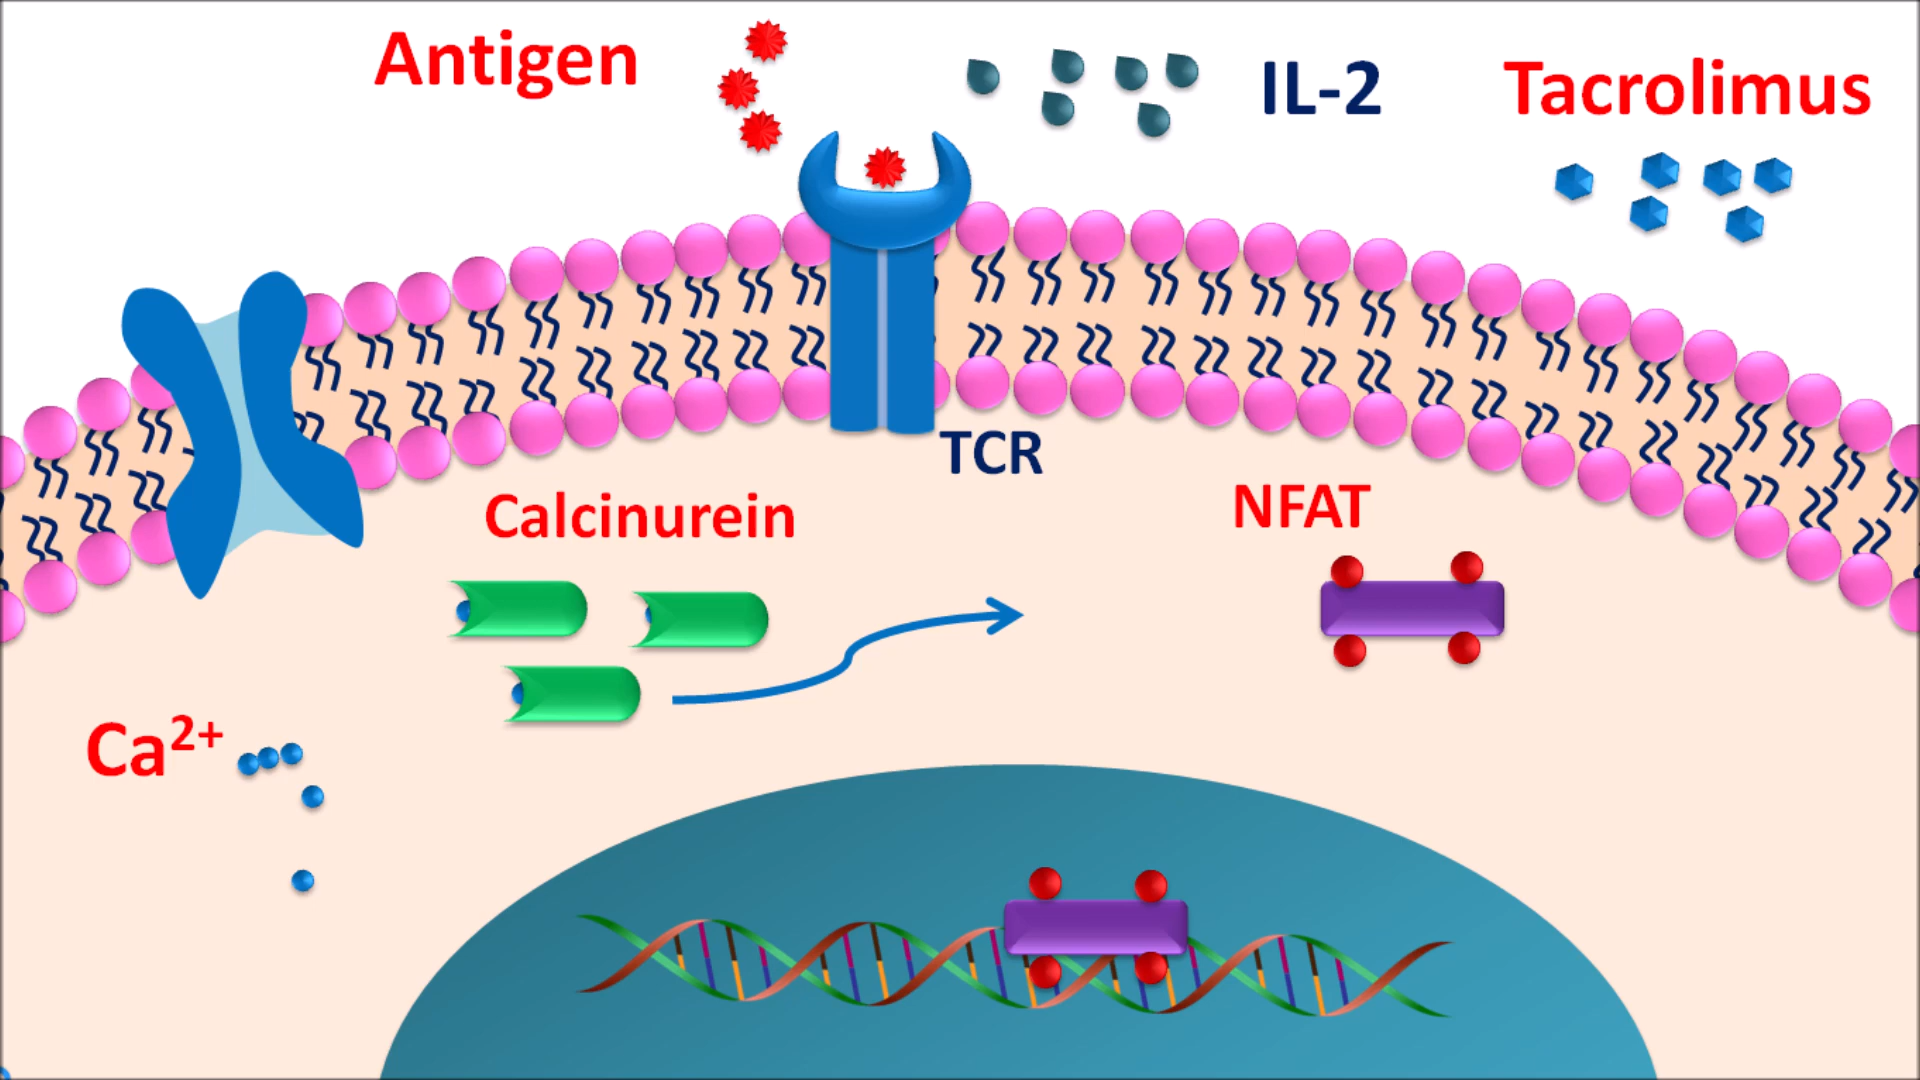 Antigen
IL-2
Tacrolimus
TCR
Calcinurein
NFAT
Ca²⁺